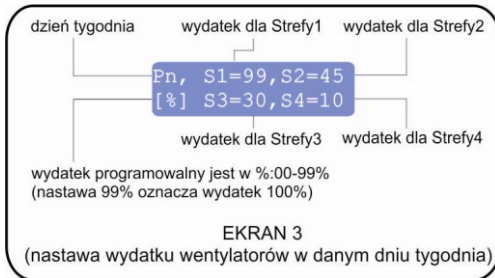 dzień tygodnia wydatek dla Strefy1 wydatek dla Strefy2
Pn, S1=99,S2=45
[%] S3=30,S4=10
wydatek dla Strefy3 wydatek dla Strefy4
wydatek programowalny jest w %:00-99%
(nastawa 99% oznacza wydatek 100%)
EKRAN 3
(nastawa wydatku wentylatorów w danym dniu tygodnia)